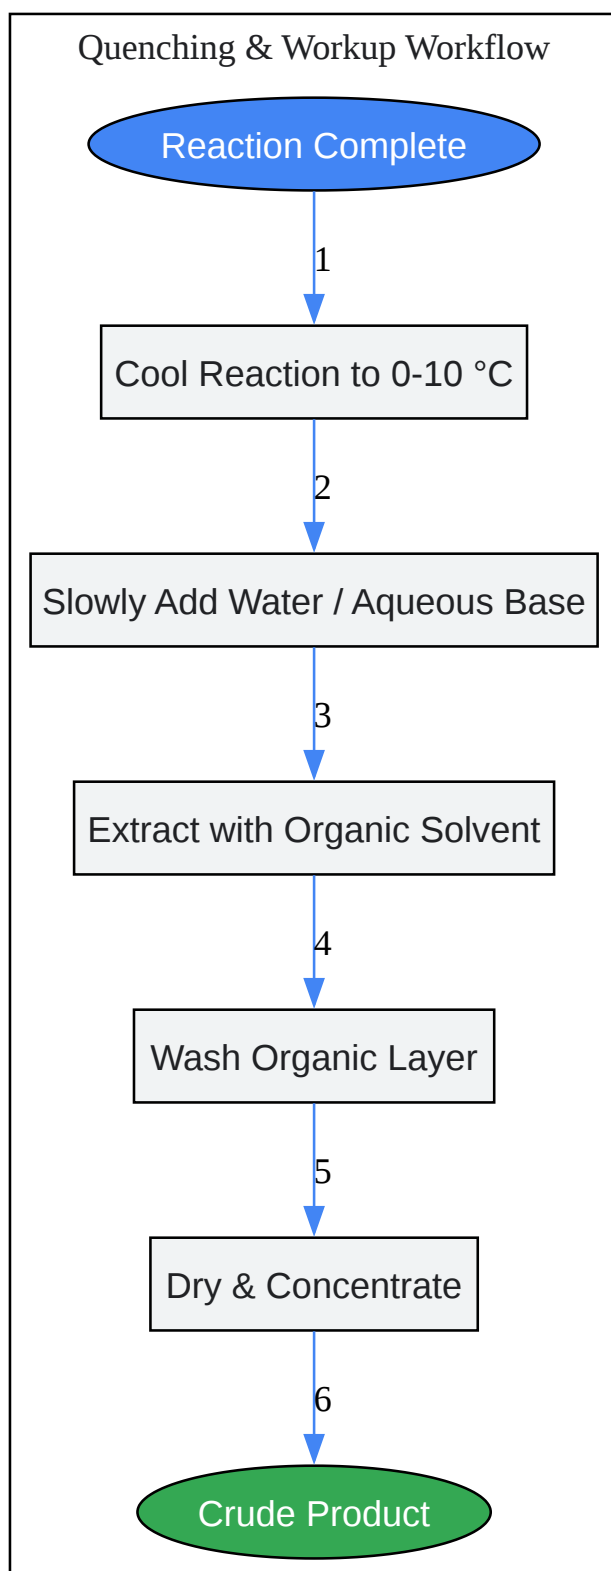 Quenching & Workup Workflow
Reaction Complete
1
Cool Reaction to 0-10 °C
2
Slowly Add Water / Aqueous Base
3
Extract with Organic Solvent
4
Wash Organic Layer
5
Dry & Concentrate
6
Crude Product